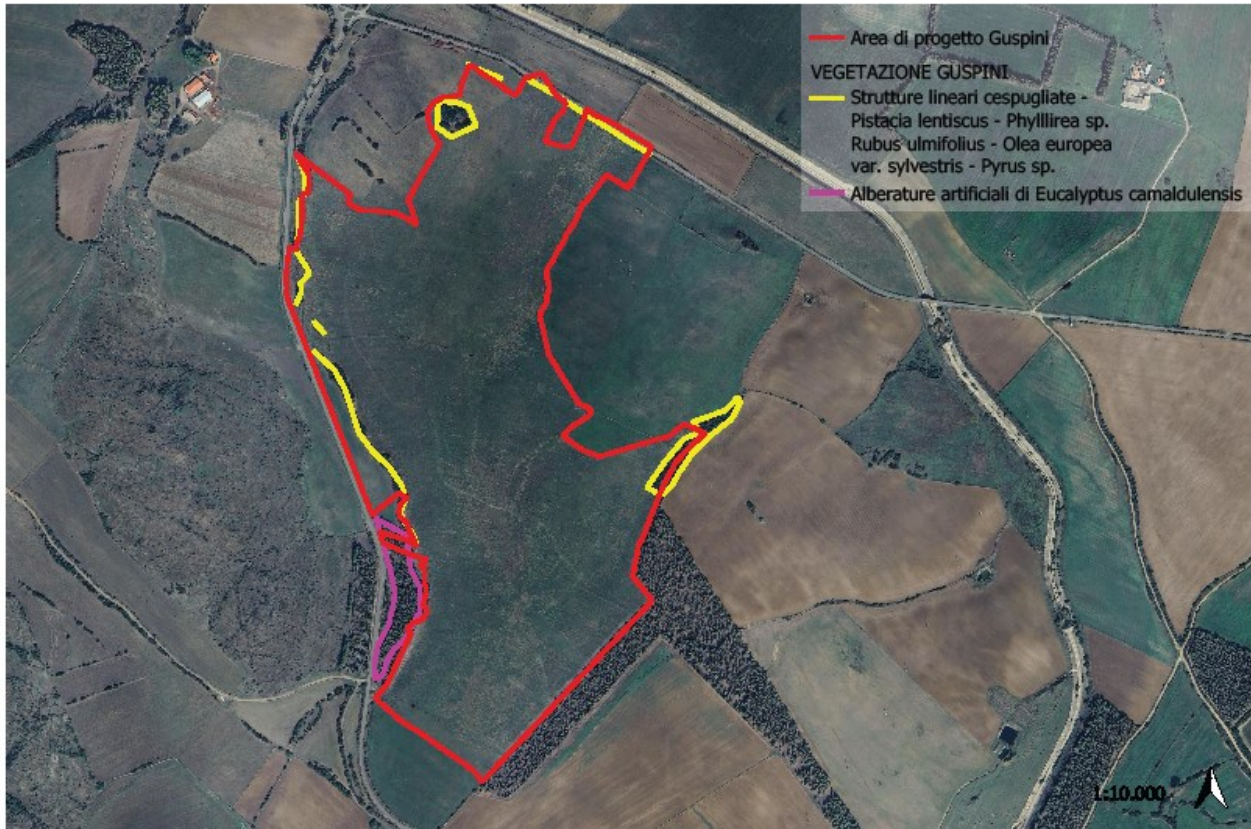 Area di progetto Guspini
VEGETAZIONE GUSPINI
Strutture lineari cespugliate -
Pistacia lentiscus - Phylllirea sp.
Rubus ulmifolius - Olea europea
var. sylvestris - Pyrus sp.
Alberature artificiali di Eucalyptus camaldulensis
1:10.000